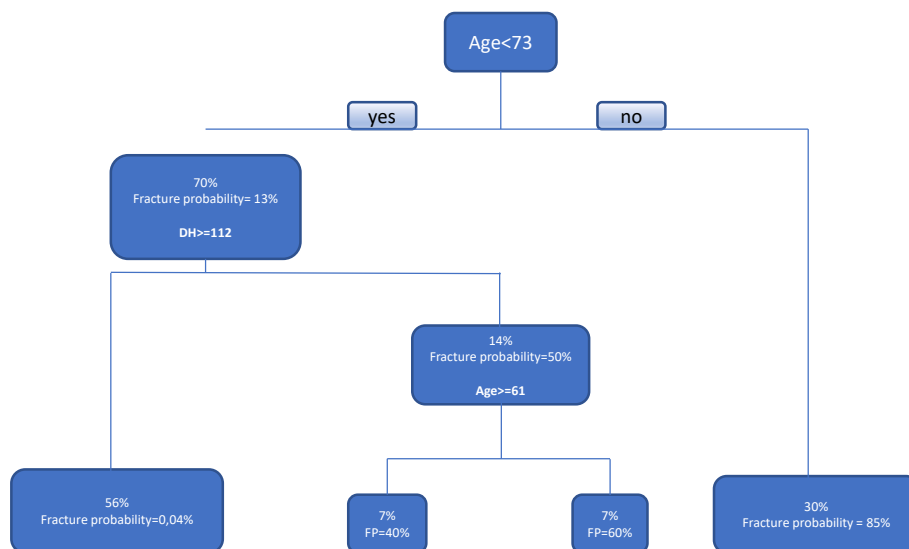 Age<73
yes
no
70%
Fracture probability= 13%
DH>=112
14%
Fracture probability=50%
Age>=61
56%
Fracture probability=0,04%
7%
FP=40%
7%
FP=60%
30%
Fracture probability = 85%